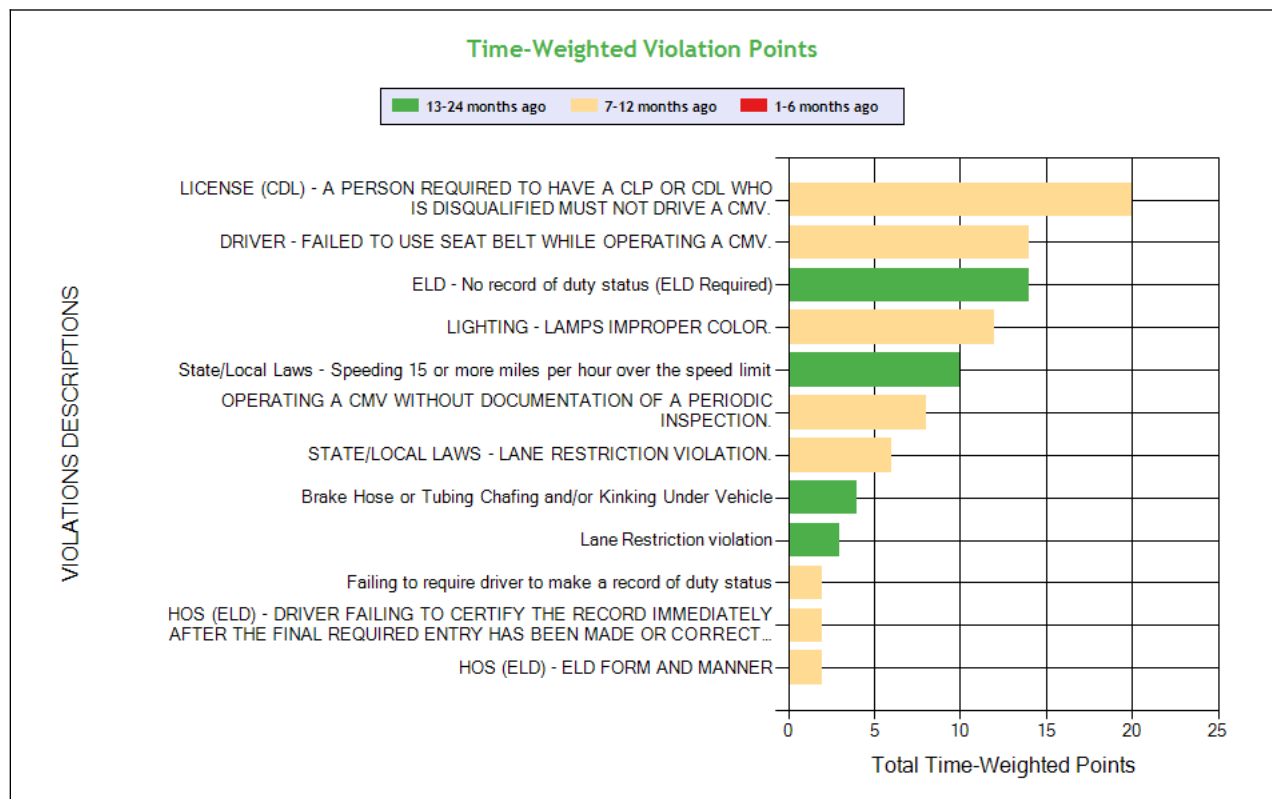 Time-Weighted Violation Points
13-24 months ago 7-12 months ago 1-6 months ago
VIOLATIONS DESCRIPTIONS
LICENSE (CDL) - A PERSON REQUIRED TO HAVE A CLP OR CDL WHO
IS DISQUALIFIED MUST NOT DRIVE A CMV.
DRIVER - FAILED TO USE SEAT BELT WHILE OPERATING A CMV.
ELD - No record of duty status (ELD Required)
LIGHTING - LAMPS IMPROPER COLOR.
State/Local Laws - Speeding 15 or more miles per hour over the speed limit
OPERATING A CMV WITHOUT DOCUMENTATION OF A PERIODIC
INSPECTION.
STATE/LOCAL LAWS - LANE RESTRICTION VIOLATION.
Brake Hose or Tubing Chafing and/or Kinking Under Vehicle
Lane Restriction violation
Failing to require driver to make a record of duty status
HOS (ELD) - DRIVER FAILING TO CERTIFY THE RECORD IMMEDIATELY
AFTER THE FINAL REQUIRED ENTRY HAS BEEN MADE OR CORRECT...
HOS (ELD) - ELD FORM AND MANNER
0 5 10 15 20 25
Total Time-Weighted Points